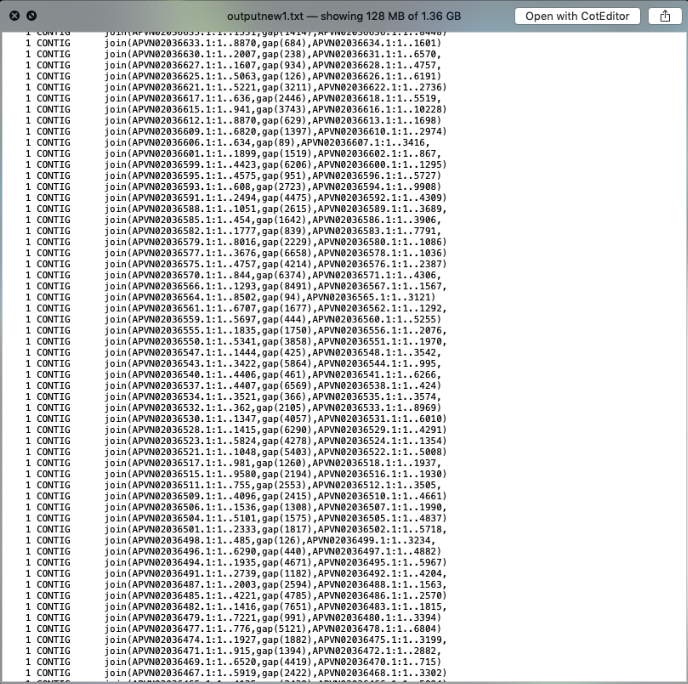 outputnew1.txt — showing 128 MB of 1.36 GB
Open with CotEditor
1 CONTIG join(APVN02036633.1:1..8870,gap(684),APVN02036634.1:1..1601)
1 CONTIG join(APVN02036630.1:1..2007,gap(238),APVN02036631.1:1..6570,
1 CONTIG join(APVN02036627.1:1..1607,gap(934),APVN02036628.1:1..4757,
1 CONTIG join(APVN02036625.1:1..5063,gap(126),APVN02036626.1:1..6191)
1 CONTIG join(APVN02036621.1:1..5221,gap(3211),APVN02036622.1:1..2736)
1 CONTIG join(APVN02036617.1:1..636,gap(2446),APVN02036618.1:1..5519,
1 CONTIG join(APVN02036615.1:1..941,gap(3743),APVN02036616.1:1..10228)
1 CONTIG join(APVN02036612.1:1..8870,gap(629),APVN02036613.1:1..1698)
1 CONTIG join(APVN02036609.1:1..6820,gap(1397),APVN02036610.1:1..2974)
1 CONTIG join(APVN02036606.1:1..634,gap(89),APVN02036607.1:1..3416,
1 CONTIG join(APVN02036601.1:1..1899,gap(1519),APVN02036602.1:1..867,
1 CONTIG join(APVN02036599.1:1..4423,gap(6206),APVN02036600.1:1..1295)
1 CONTIG join(APVN02036595.1:1..4575,gap(951),APVN02036596.1:1..5727)
1 CONTIG join(APVN02036593.1:1..608,gap(2723),APVN02036594.1:1..9908)
1 CONTIG join(APVN02036591.1:1..2494,gap(4475),APVN02036592.1:1..4309)
1 CONTIG join(APVN02036588.1:1..1051,gap(2615),APVN02036589.1:1..3689,
1 CONTIG join(APVN02036585.1:1..454,gap(1642),APVN02036586.1:1..3906,
1 CONTIG join(APVN02036582.1:1..1777,gap(839),APVN02036583.1:1..7791,
1 CONTIG join(APVN02036579.1:1..8016,gap(2229),APVN02036580.1:1..1086)
1 CONTIG join(APVN02036577.1:1..3676,gap(6658),APVN02036578.1:1..1036)
1 CONTIG join(APVN02036575.1:1..4757,gap(4214),APVN02036576.1:1..2387)
1 CONTIG join(APVN02036570.1:1..844,gap(6374),APVN02036571.1:1..4306,
1 CONTIG join(APVN02036566.1:1..1293,gap(8491),APVN02036567.1:1..1567,
1 CONTIG join(APVN02036564.1:1..8502,gap(94),APVN02036565.1:1..3121)
1 CONTIG join(APVN02036561.1:1..6707,gap(1677),APVN02036562.1:1..1292,
1 CONTIG join(APVN02036559.1:1..5697,gap(444),APVN02036560.1:1..5255)
1 CONTIG join(APVN02036555.1:1..1835,gap(1750),APVN02036556.1:1..2076,
1 CONTIG join(APVN02036550.1:1..5341,gap(3858),APVN02036551.1:1..1970,
1 CONTIG join(APVN02036547.1:1..1444,gap(425),APVN02036548.1:1..3542,
1 CONTIG join(APVN02036543.1:1..3422,gap(5864),APVN02036544.1:1..995,
1 CONTIG join(APVN02036540.1:1..4406,gap(461),APVN02036541.1:1..6266,
1 CONTIG join(APVN02036537.1:1..4407,gap(6569),APVN02036538.1:1..424)
1 CONTIG join(APVN02036534.1:1..3521,gap(366),APVN02036535.1:1..3574,
1 CONTIG join(APVN02036532.1:1..362,gap(2105),APVN02036533.1:1..8969)
1 CONTIG join(APVN02036530.1:1..1347,gap(4057),APVN02036531.1:1..6010)
1 CONTIG join(APVN02036528.1:1..1415,gap(6290),APVN02036529.1:1..4291)
1 CONTIG join(APVN02036523.1:1..5824,gap(4278),APVN02036524.1:1..1354)
1 CONTIG join(APVN02036521.1:1..1048,gap(5403),APVN02036522.1:1..5008)
1 CONTIG join(APVN02036517.1:1..981,gap(1260),APVN02036518.1:1..1937,
1 CONTIG join(APVN02036515.1:1..9580,gap(2194),APVN02036516.1:1..1930)
1 CONTIG join(APVN02036511.1:1..755,gap(2553),APVN02036512.1:1..3505,
1 CONTIG join(APVN02036509.1:1..4096,gap(2415),APVN02036510.1:1..4661)
1 CONTIG join(APVN02036506.1:1..1536,gap(1308),APVN02036507.1:1..1990,
1 CONTIG join(APVN02036504.1:1..5101,gap(1575),APVN02036505.1:1..4837)
1 CONTIG join(APVN02036501.1:1..2333,gap(1817),APVN02036502.1:1..5718,
1 CONTIG join(APVN02036498.1:1..485,gap(126),APVN02036499.1:1..3234,
1 CONTIG join(APVN02036496.1:1..6290,gap(440),APVN02036497.1:1..4882)
1 CONTIG join(APVN02036494.1:1..1935,gap(4671),APVN02036495.1:1..5967)
1 CONTIG join(APVN02036491.1:1..2739,gap(1182),APVN02036492.1:1..4204,
1 CONTIG join(APVN02036487.1:1..2003,gap(2594),APVN02036488.1:1..1563,
1 CONTIG join(APVN02036485.1:1..4221,gap(4785),APVN02036486.1:1..2570)
1 CONTIG join(APVN02036482.1:1..1416,gap(7651),APVN02036483.1:1..1815,
1 CONTIG join(APVN02036479.1:1..7221,gap(991),APVN02036480.1:1..3394)
1 CONTIG join(APVN02036477.1:1..776,gap(5121),APVN02036478.1:1..6804)
1 CONTIG join(APVN02036474.1:1..1927,gap(1882),APVN02036475.1:1..3199,
1 CONTIG join(APVN02036471.1:1..915,gap(1394),APVN02036472.1:1..2882,
1 CONTIG join(APVN02036469.1:1..6520,gap(4419),APVN02036470.1:1..715)
1 CONTIG join(APVN02036467.1:1..5919,gap(2422),APVN02036468.1:1..3302)